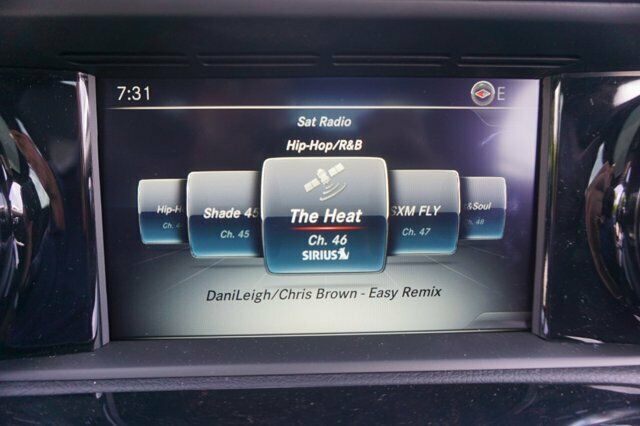 7:31
E
Sat Radio
Hip-Hop/R&B
Hip-H
Shade 45
Ch. 45
The Heat
Ch. 46
SIRIUS
SXM FLY
Ch. 47
&Soul
Ch. 48
DaniLeigh/Chris Brown - Easy Remix